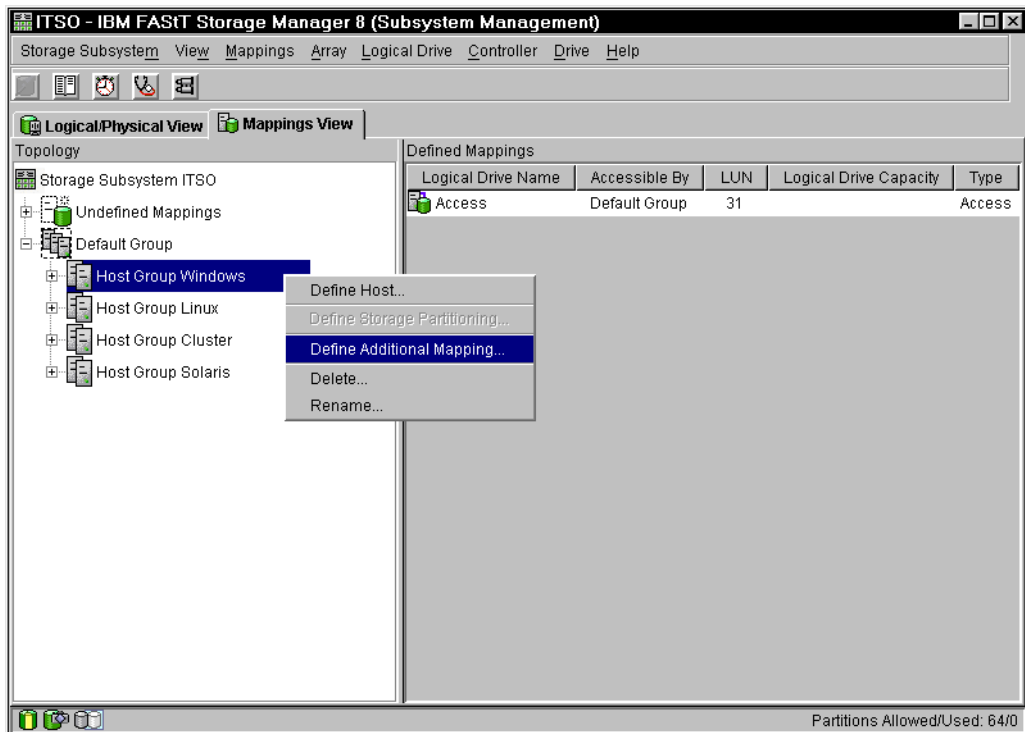 ITSO - IBM FAStT Storage Manager 8 (Subsystem Management)
Storage Subsystem View Mappings Array Logical Drive Controller Drive Help
Logical/Physical View Mappings View
Topology
Defined Mappings
Storage Subsystem ITSO
Undefined Mappings
Default Group
Host Group Windows
Host Group Linux
Host Group Cluster
Host Group Solaris
Logical Drive Name Accessible By LUN Logical Drive Capacity Type
Access Default Group 31 Access
Define Host...
Define Storage Partitioning...
Define Additional Mapping...
Delete...
Rename...
Partitions Allowed/Used: 64/0